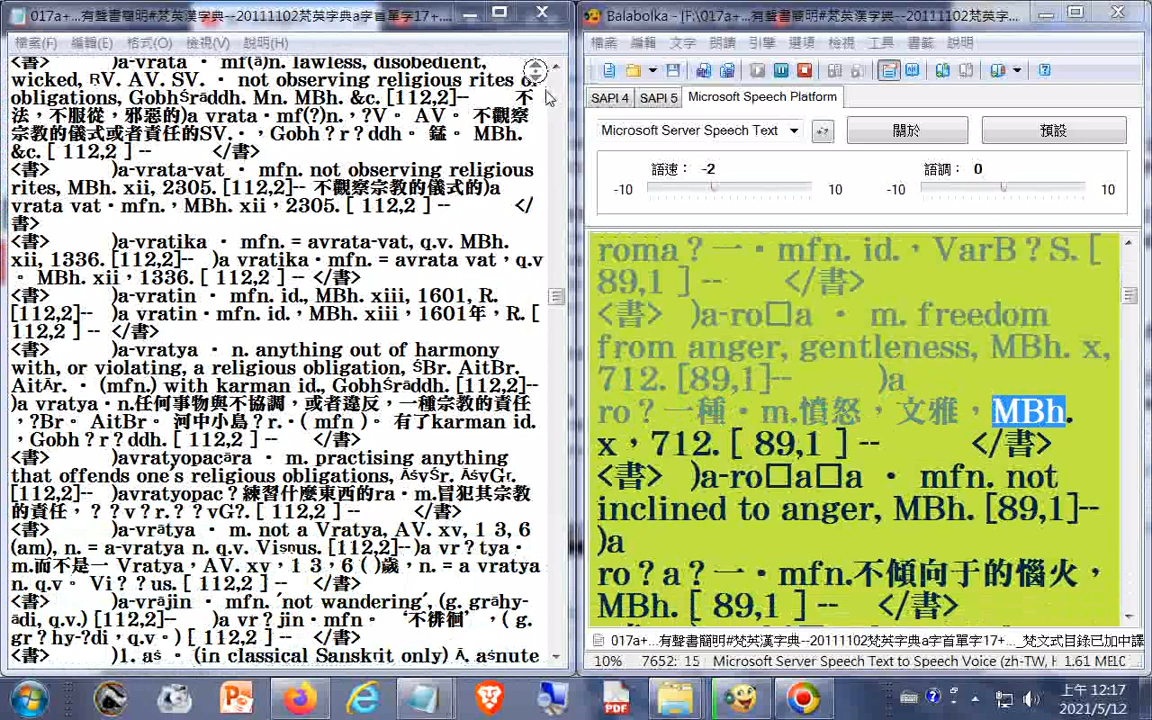 017a+...有聲書簡明#梵英漢字典--20111102梵英字典a字首單字17+...
檔案(F) 編輯(E) 格式(O) 檢視(V) 說明(H)
<書> )a-vrata • mf(ā)n. lawless, disobedient,
wicked, RV. AV. SV. • not observing religious rites or
obligations, GobhŚrāddh. Mn. MBh. &c. [112,2]-- 不
法，不服從，邪惡的)a vrata • mf(?)n.，?V。 AV。 不觀察
宗教的儀式或者責任的SV.•，Gobh？r？ddh。 錳。 MBh.
&c. [ 112,2 ] -- </書>
<書> )a-vrata-vat • mfn. not observing religious
rites, MBh. xii, 2305. [112,2]-- 不觀察宗教的儀式的)a
vrata vat • mfn.，MBh. xii，2305. [ 112,2 ] -- </
書>
<書> )a-vratika • mfn. = avrata-vat, q.v. MBh.
xii, 1336. [112,2]-- )a vratika • mfn. = avrata vat，q.v
。 MBh. xii，1336. [ 112,2 ] -- </書>
<書> )a-vratin • mfn. id., MBh. xiii, 1601, R.
[112,2]-- )a vratin • mfn. id.，MBh. xiii，1601年，R. [
112,2 ] -- </書>
<書> )a-vratya • n. anything out of harmony
with, or violating, a religious obligation, ŚBr. AitBr.
AitĀr. • (mfn.) with karman id., GobhŚrāddh. [112,2]--
)a vratya • n.任何事物與不協調，或者違反，一種宗教的責任
，?Br。 AitBr。 河中小島？r.•( mfn )。 有了karman id.
，Gobh？r？ddh. [ 112,2 ] -- </書>
<書> )avratyopacāra • m. practising anything
that offends one's religious obligations, ĀśvŚr. ĀśvGr.
[112,2]-- )avratyopac？練習什麼東西的ra • m.冒犯其宗教
的責任，？？v？r.？？vG?. [ 112,2 ] -- </書>
<書> )a-vrātya • m. not a Vratya, AV. xv, 1 3, 6
(am), n. = a-vratya n. q.v. Viṣnus. [112,2]--)a vr？tya •
m.而不是一 Vratya，AV. xv，1 3，6 ( )歲，n. = a vratya
n. q.v。 Vi？？us. [ 112,2 ] -- </書>
<書> )a-vrājin • mfn. 'not wandering', (g. grāhy-
ādi, q.v.) [112,2]-- )a vr？jin • mfn。 '不徘徊'，( g.
gr？hy-?di，q.v。) [ 112,2 ] -- </書>
<書> )1. aś • (in classical Sanskrit only) Ā. aśnute
Balabolka - [F:\017a+...有聲書簡明#梵英漢字典--20111102梵英字...
檔案 編輯 文字 朗讀 引擎 選項 檢視 工具 書籤 說明
SAPI 4 SAPI 5 Microsoft Speech Platform
Microsoft Server Speech Text 關於 預設
語速： -2 語調： 0
-10 10 -10 10
roma？一 • mfn. id.，VarB？S. [
89,1 ] -- </書>
<書> )a-ro□a • m. freedom
from anger, gentleness, MBh. x,
712. [89,1]-- )a
ro？一種 • m.憤怒，文雅，MBh.
x，712. [ 89,1 ] -- </書>
<書> )a-ro□a□a • mfn. not
inclined to anger, MBh. [89,1]--
)a
ro？a？一 • mfn.不傾向于的惱火，
MBh. [ 89,1 ] -- </書>
017a+...有聲書簡明#梵英漢字典--20111102梵英字典a字首單字17+..._梵文式目錄已加中譯
10% 7652: 15 Microsoft Server Speech Text to Speech Voice (zh-TW, H 1.61 MELC
上午 12:17
2021/5/12